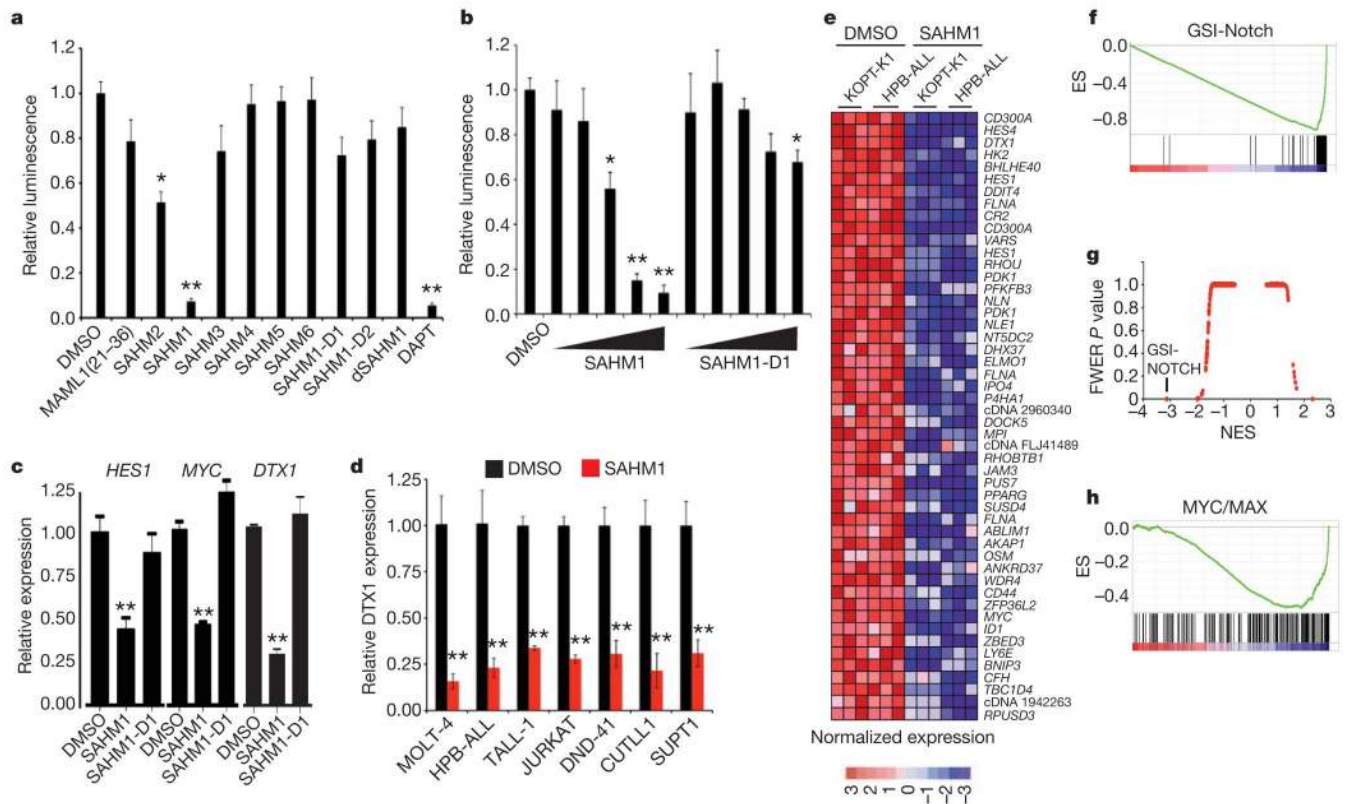 a
Relative luminescence
1.2
1.0
0.8
0.6
0.4
0.2
0.0
*
**
**
DMSO
MAML1(21–36)
SAHM2
SAHM1
SAHM3
SAHM4
SAHM5
SAHM6
SAHM1-D1
SAHM1-D2
dSAHM1
DAPT
b
Relative luminescence
1.2
1.0
0.8
0.6
0.4
0.2
0
*
**
**
*
DMSO
SAHM1
SAHM1-D1
c
HES1 MYC DTX1
Relative expression
1.25
1.00
0.75
0.50
0.25
0.00
**
**
**
DMSO
SAHM1
SAHM1-D1
DMSO
SAHM1
SAHM1-D1
DMSO
SAHM1
SAHM1-D1
d
DMSO SAHM1
Relative DTX1 expression
1.25
1.00
0.75
0.50
0.25
0.00
**
**
**
**
**
**
**
MOLT-4
HPB-ALL
TALL-1
JURKAT
DND-41
CUTLL1
SUPT1
e
DMSO SAHM1
KOPT-K1
HPB-ALL
KOPT-K1
HPB-ALL
CD300A
HES4
DTX1
HK2
BHLHE40
HES1
DDIT4
FLNA
CR2
CD300A
VARS
HES1
RHOU
PDK1
PFKFB3
NLN
PDK1
NLE1
NT5DC2
DHX37
ELMO1
FLNA
IPO4
P4HA1
cDNA 2960340
DOCK5
MPI
cDNA FLJ41489
RHOBTB1
JAM3
PUS7
PPARG
SUSD4
FLNA
ABLIM1
AKAP1
OSM
ANKRD37
WDR4
CD44
ZFP36L2
MYC
ID1
ZBED3
LY6E
BNIP3
CFH
TBC1D4
cDNA 1942263
RPUSD3
Normalized expression
3
2
1
0
–1
–2
–3
f
GSI-Notch
ES
0.0
–0.4
–0.8
g
FWER P value
1.0
0.8
0.6
0.4
0.2
0
GSI-
NOTCH
–4 –3 –2 –1 0 1 2 3
NES
h
MYC/MAX
ES
0.0
–0.2
–0.4